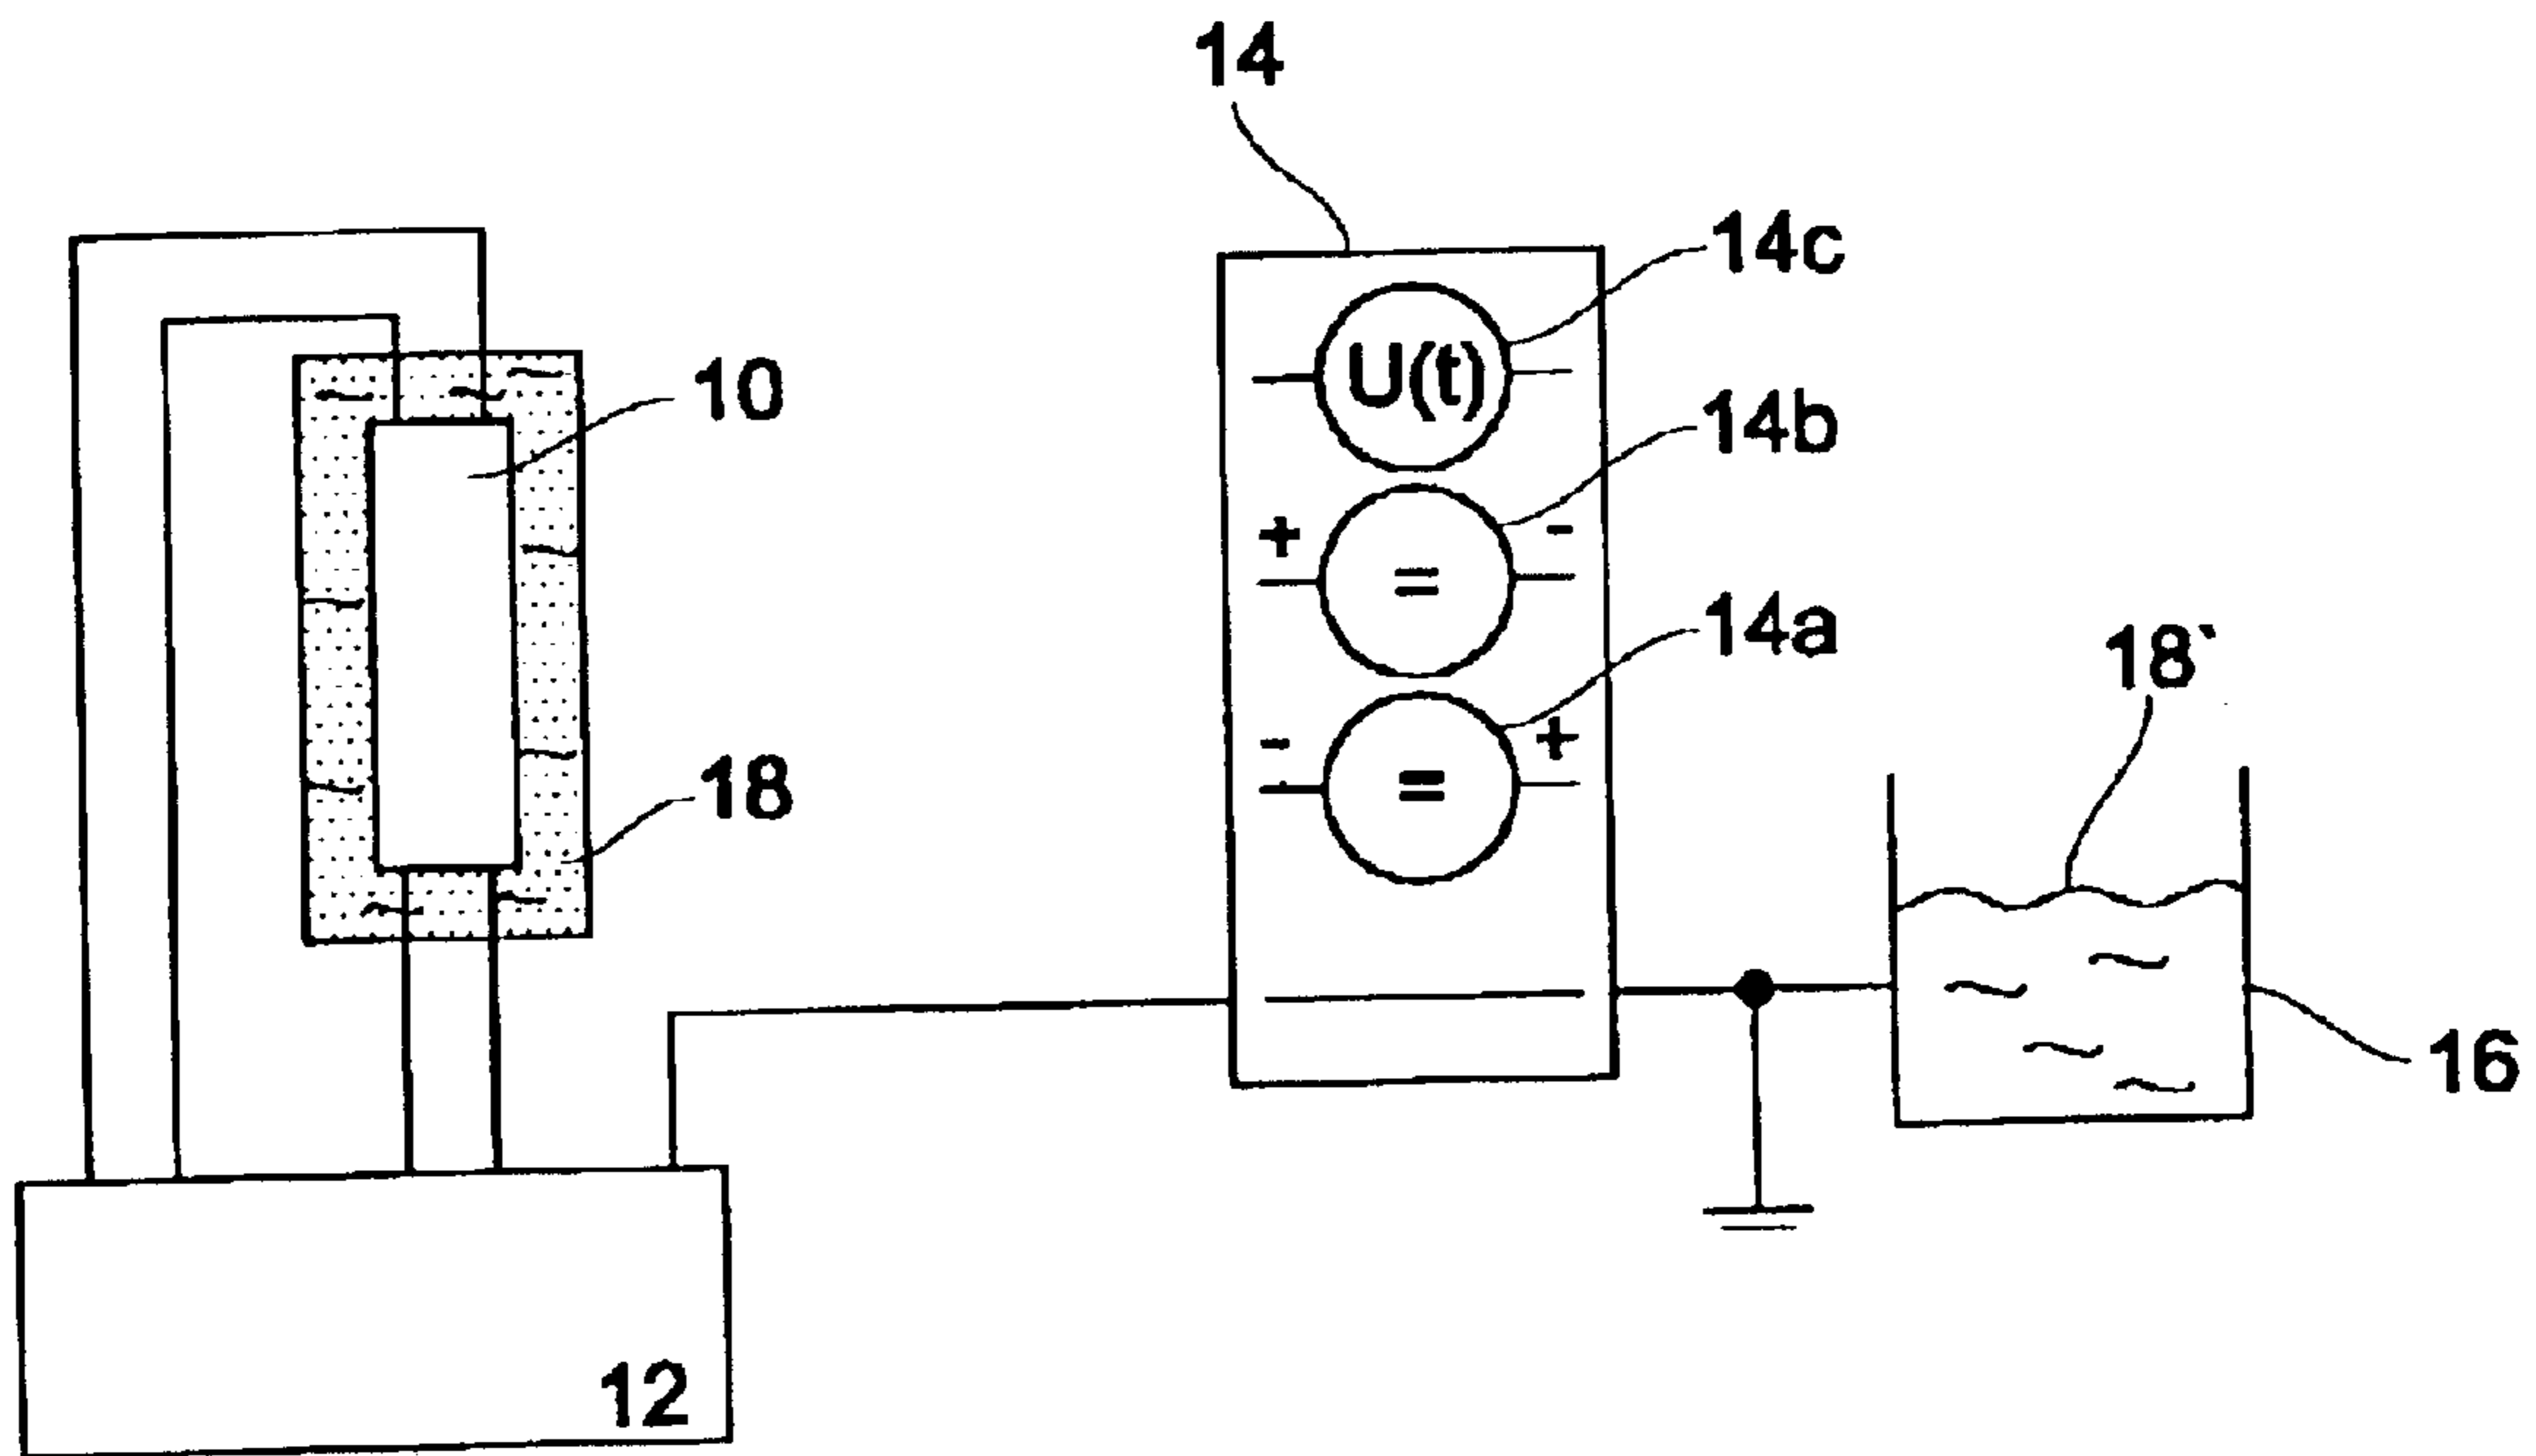 14
14c
U(t)
10
14b
+ -
=
14a
- +
=
18
18`
16
12